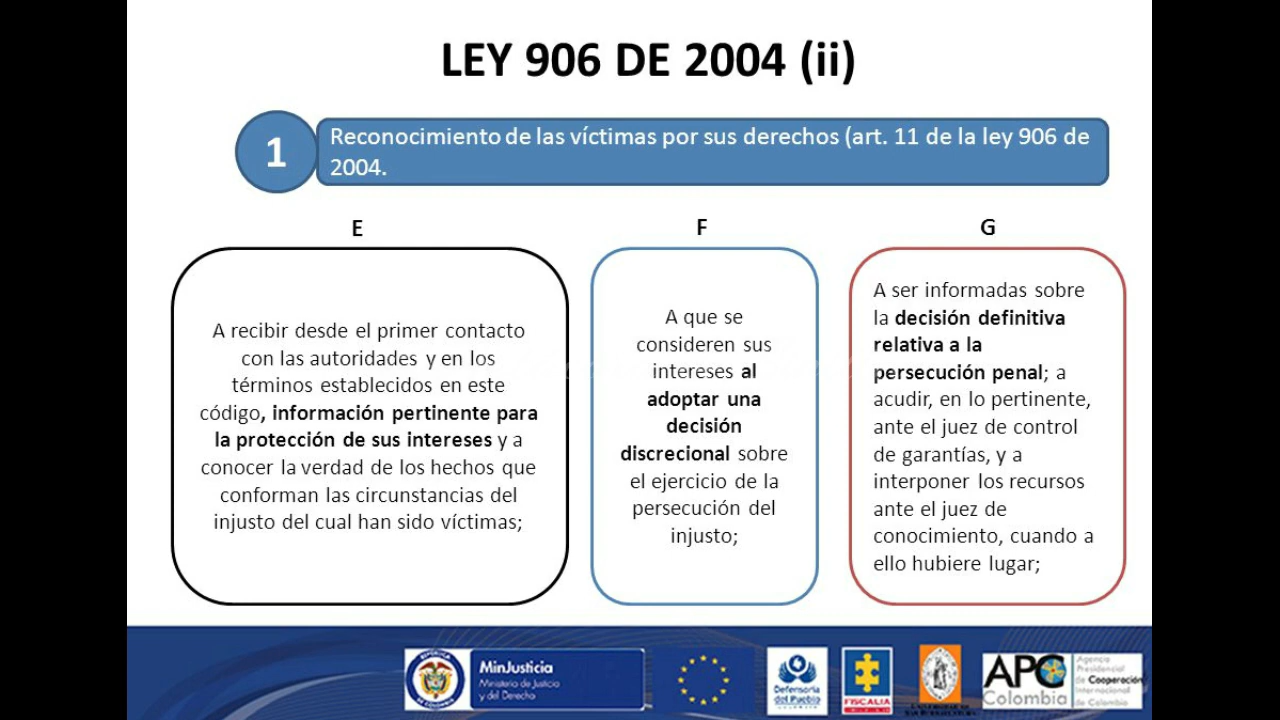 LEY 906 DE 2004 (ii)
1
Reconocimiento de las víctimas por sus derechos (art. 11 de la ley 906 de
2004.
E
A recibir desde el primer contacto
con las autoridades y en los
términos establecidos en este
código, información pertinente para
la protección de sus intereses y a
conocer la verdad de los hechos que
conforman las circunstancias del
injusto del cual han sido víctimas;
F
A que se
consideren sus
intereses al
adoptar una
decisión
discrecional sobre
el ejercicio de la
persecución del
injusto;
G
A ser informadas sobre
la decisión definitiva
relativa a la
persecución penal; a
acudir, en lo pertinente,
ante el juez de control
de garantías, y a
interponer los recursos
ante el juez de
conocimiento, cuando a
ello hubiere lugar;
MinJusticia
Ministerio de Justicia
y del Derecho
Defensoría
del Pueblo
COLOMBIA
FISCALIA
APC
Colombia
Agencia
Presidencial
de Cooperación
Internacional
de Colombia